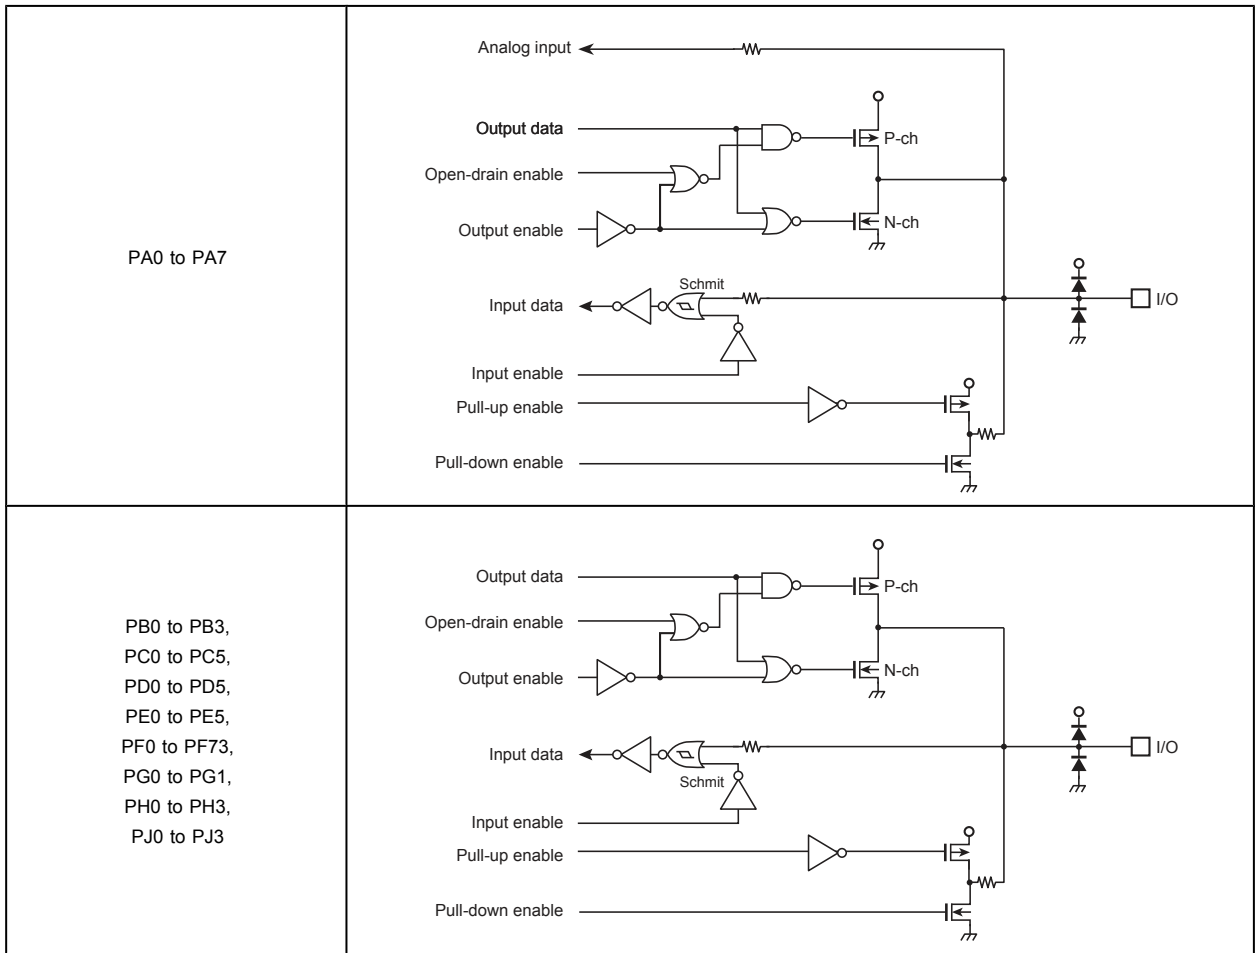 PA0 to PA7
Analog input
Output data
P-ch
Open-drain enable
Output enable
N-ch
Schmit
Input data
I/O
Input enable
Pull-up enable
Pull-down enable
PB0 to PB3,
PC0 to PC5,
PD0 to PD5,
PE0 to PE5,
PF0 to PF73,
PG0 to PG1,
PH0 to PH3,
PJ0 to PJ3
Output data
P-ch
Open-drain enable
Output enable
N-ch
Input data
I/O
Schmit
Input enable
Pull-up enable
Pull-down enable